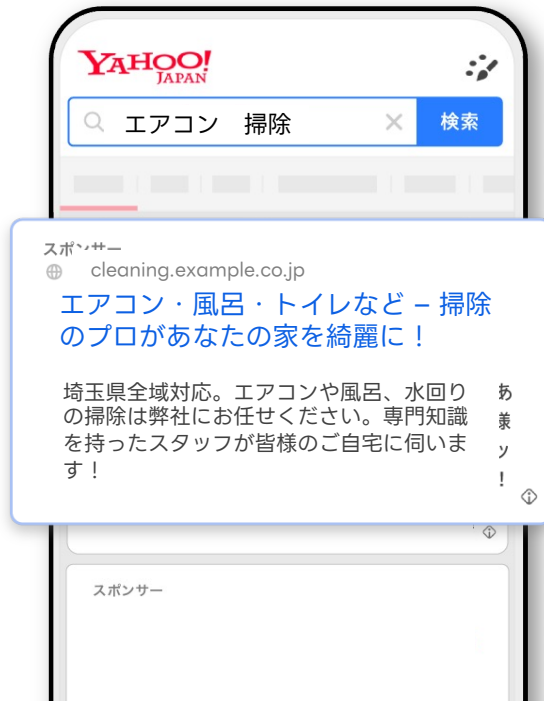 YAHOO!
JAPAN
エアコン　掃除
検索
スポンサー
cleaning.example.co.jp
エアコン・風呂・トイレなど – 掃除
のプロがあなたの家を綺麗に！
埼玉県全域対応。エアコンや風呂、水回り
の掃除は弊社にお任せください。専門知識
を持ったスタッフが皆様のご自宅に伺いま
す！
あ
様
ッ
！
スポンサー